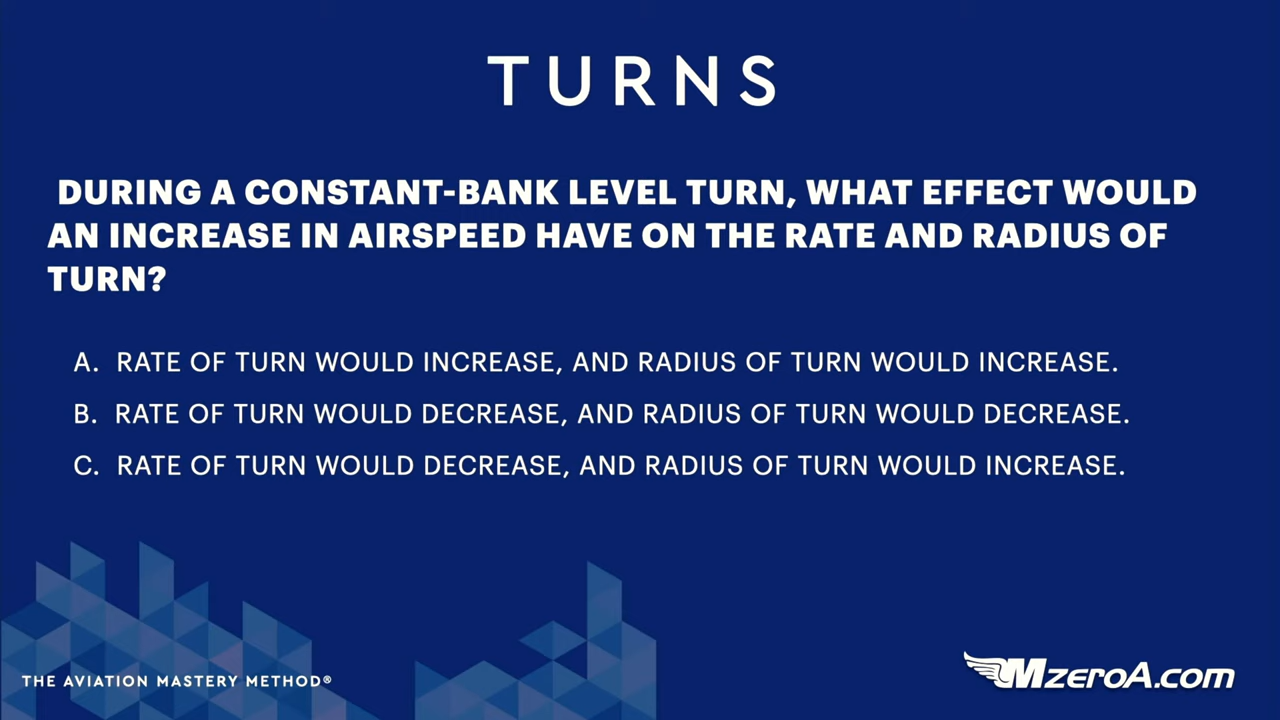 TURNS
DURING A CONSTANT-BANK LEVEL TURN, WHAT EFFECT WOULD
AN INCREASE IN AIRSPEED HAVE ON THE RATE AND RADIUS OF
TURN?
A. RATE OF TURN WOULD INCREASE, AND RADIUS OF TURN WOULD INCREASE.
B. RATE OF TURN WOULD DECREASE, AND RADIUS OF TURN WOULD DECREASE.
C. RATE OF TURN WOULD DECREASE, AND RADIUS OF TURN WOULD INCREASE.
THE AVIATION MASTERY METHOD®
MzeroA.com